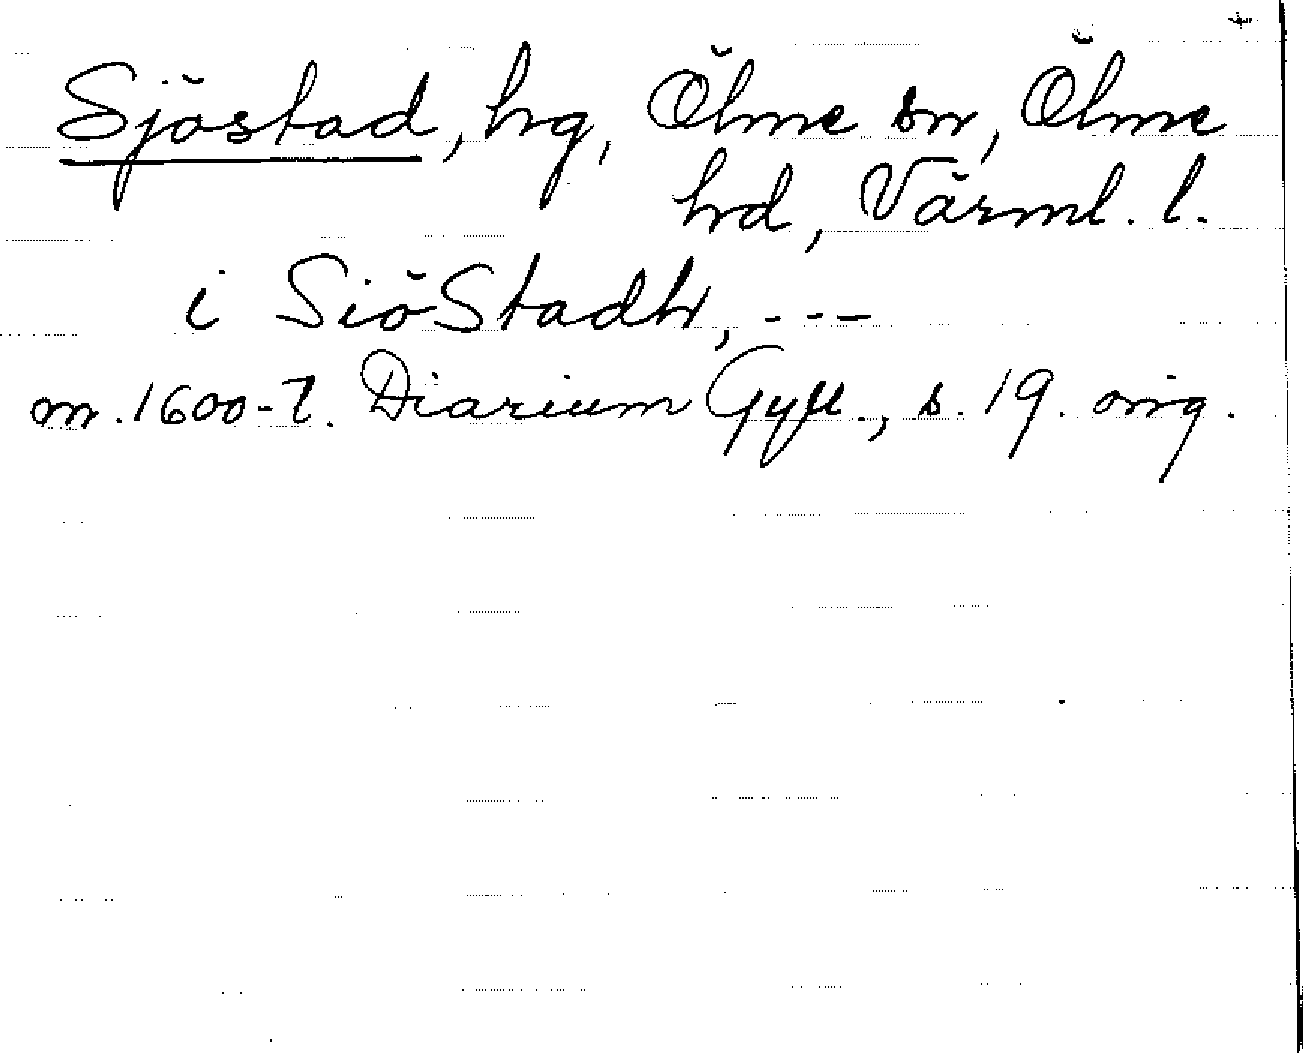 Sjöstad, hg, Ölme sn, Ölme
hd, Värml. l.
i SiöStadh, ---
m. 1600-t. Diarium Gyll., s. 19. orig.